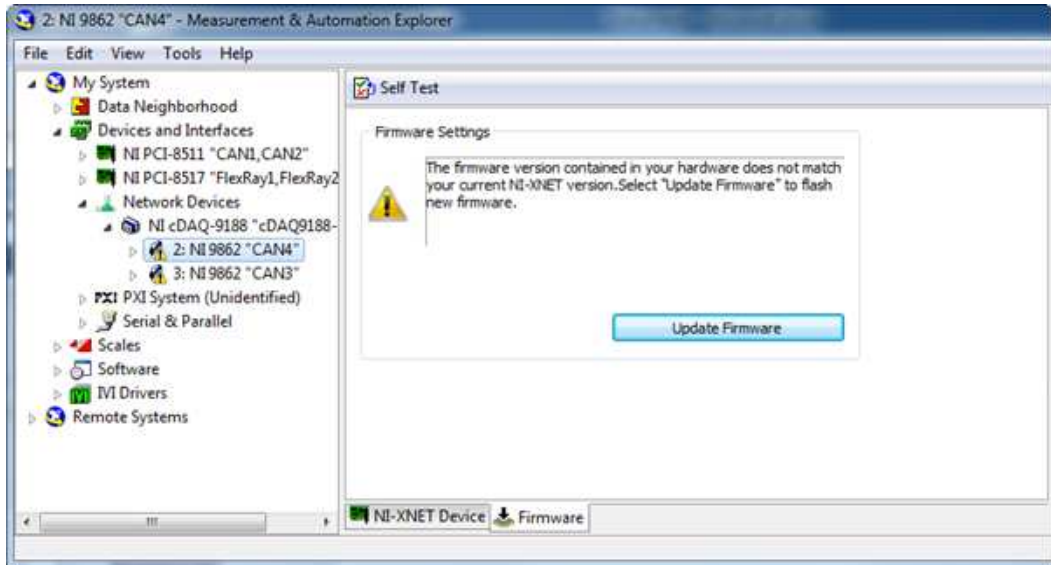 2: NI 9862 "CAN4" - Measurement & Automation Explorer
File Edit View Tools Help
My System
Data Neighborhood
Devices and Interfaces
NI PCI-8511 "CAN1,CAN2"
NI PCI-8517 "FlexRay1,FlexRay2
Network Devices
NI cDAQ-9188 "cDAQ9188-
2: NI 9862 "CAN4"
3: NI 9862 "CAN3"
PXI PXI System (Unidentified)
Serial & Parallel
Scales
Software
IVI Drivers
Remote Systems
Self Test
Firmware Settings
The firmware version contained in your hardware does not match
your current NI-XNET version.Select "Update Firmware" to flash
new firmware.
Update Firmware
NI-XNET Device Firmware